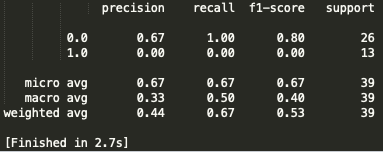 precision recall f1-score support
0.0 0.67 1.00 0.80 26
1.0 0.00 0.00 0.00 13
micro avg 0.67 0.67 0.67 39
macro avg 0.33 0.50 0.40 39
weighted avg 0.44 0.67 0.53 39
[Finished in 2.7s]